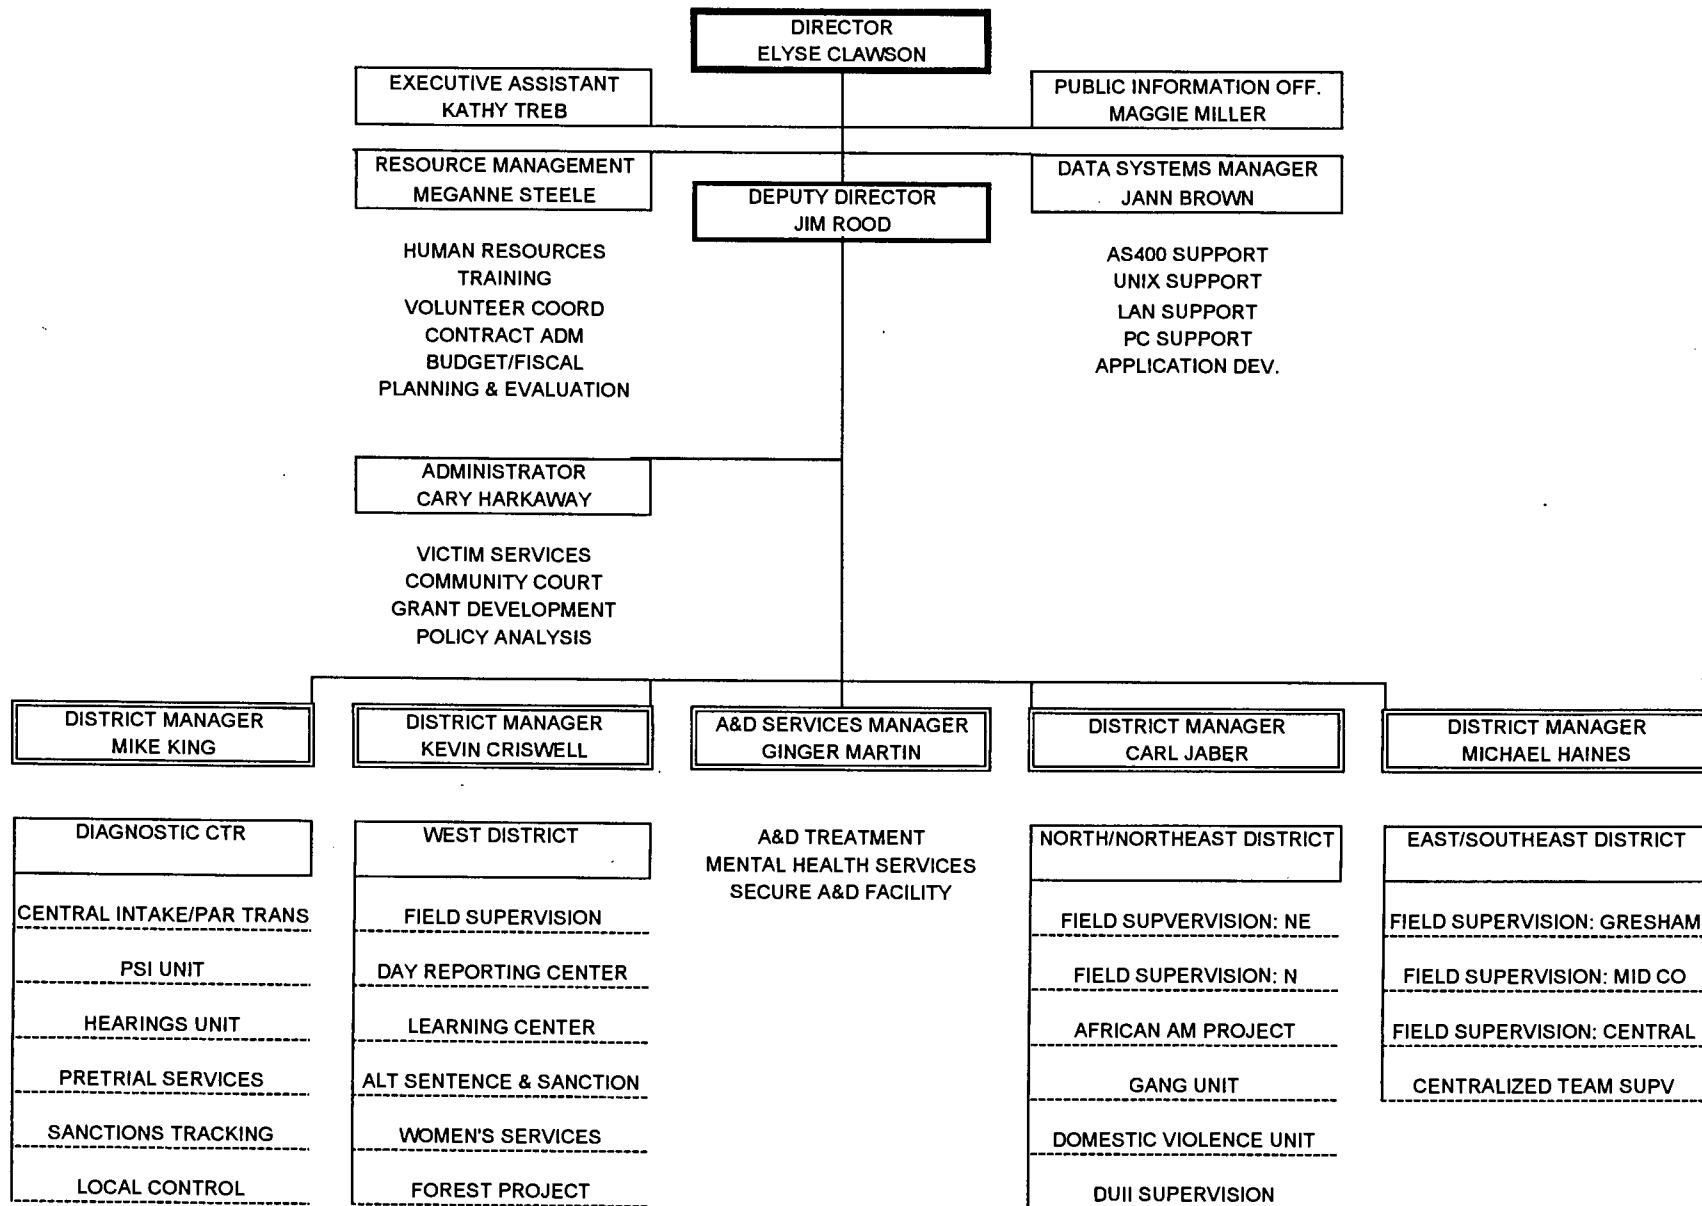 DIRECTOR
ELYSE CLAWSON
EXECUTIVE ASSISTANT
KATHY TREB
PUBLIC INFORMATION OFF.
MAGGIE MILLER
RESOURCE MANAGEMENT
MEGANNE STEELE
DEPUTY DIRECTOR
JIM ROOD
DATA SYSTEMS MANAGER
JANN BROWN
HUMAN RESOURCES
TRAINING
VOLUNTEER COORD
CONTRACT ADM
BUDGET/FISCAL
PLANNING & EVALUATION
AS400 SUPPORT
UNIX SUPPORT
LAN SUPPORT
PC SUPPORT
APPLICATION DEV.
ADMINISTRATOR
CARY HARKAWAY
VICTIM SERVICES
COMMUNITY COURT
GRANT DEVELOPMENT
POLICY ANALYSIS
DISTRICT MANAGER
MIKE KING
DISTRICT MANAGER
KEVIN CRISWELL
A&D SERVICES MANAGER
GINGER MARTIN
DISTRICT MANAGER
CARL JABER
DISTRICT MANAGER
MICHAEL HAINES
DIAGNOSTIC CTR
CENTRAL INTAKE/PAR TRANS
PSI UNIT
HEARINGS UNIT
PRETRIAL SERVICES
SANCTIONS TRACKING
LOCAL CONTROL
WEST DISTRICT
FIELD SUPERVISION
DAY REPORTING CENTER
LEARNING CENTER
ALT SENTENCE & SANCTION
WOMEN'S SERVICES
FOREST PROJECT
A&D TREATMENT
MENTAL HEALTH SERVICES
SECURE A&D FACILITY
NORTH/NORTHEAST DISTRICT
FIELD SUPVERVISION: NE
FIELD SUPERVISION: N
AFRICAN AM PROJECT
GANG UNIT
DOMESTIC VIOLENCE UNIT
DUII SUPERVISION
EAST/SOUTHEAST DISTRICT
FIELD SUPERVISION: GRESHAM
FIELD SUPERVISION: MID CO
FIELD SUPERVISION: CENTRAL
CENTRALIZED TEAM SUPV